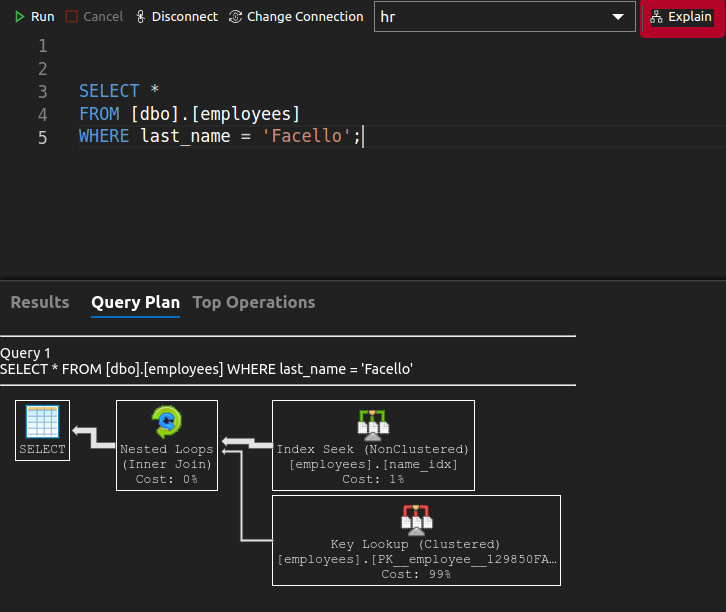 Run Cancel Disconnect Change Connection hr Explain
1
2
3 SELECT *
4 FROM [dbo].[employees]
5 WHERE last_name = 'Facello';
Results Query Plan Top Operations
Query 1
SELECT * FROM [dbo].[employees] WHERE last_name = 'Facello'
SELECT
Nested Loops
(Inner Join)
Cost: 0%
Index Seek (NonClustered)
[employees].[name_idx]
Cost: 1%
Key Lookup (Clustered)
[employees].[PK__employee__129850FA…
Cost: 99%